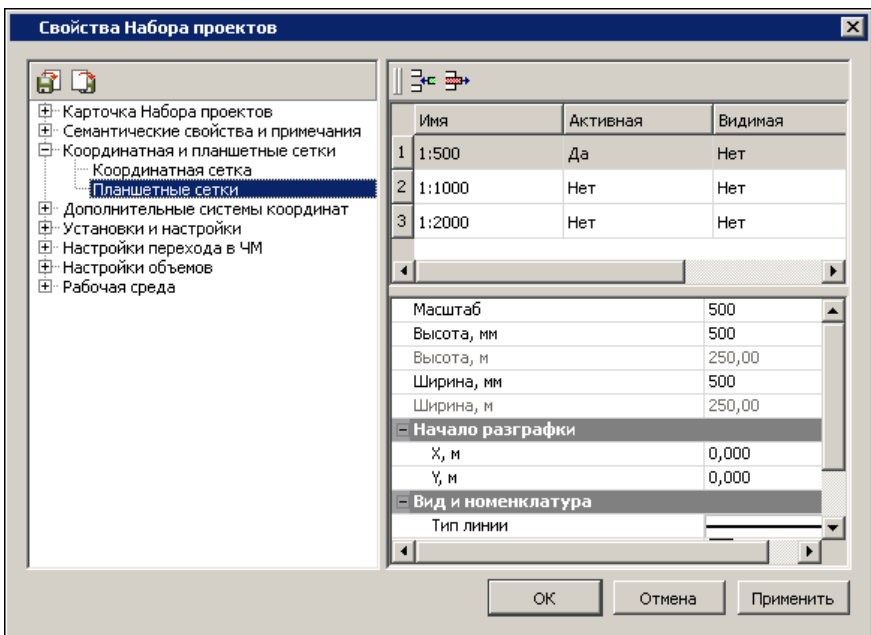 Свойства Набора проектов
Карточка Набора проектов
Семантические свойства и примечания
Координатная и планшетные сетки
Координатная сетка
Планшетные сетки
Дополнительные системы координат
Установки и настройки
Настройки перехода в ЧМ
Настройки объемов
Рабочая среда
Имя Активная Видимая
1 1:500 Да Нет
2 1:1000 Нет Нет
3 1:2000 Нет Нет
Масштаб 500
Высота, мм 500
Высота, м 250,00
Ширина, мм 500
Ширина, м 250,00
Начало разграфки
X, м 0,000
Y, м 0,000
Вид и номенклатура
Тип линии
ОК Отмена Применить